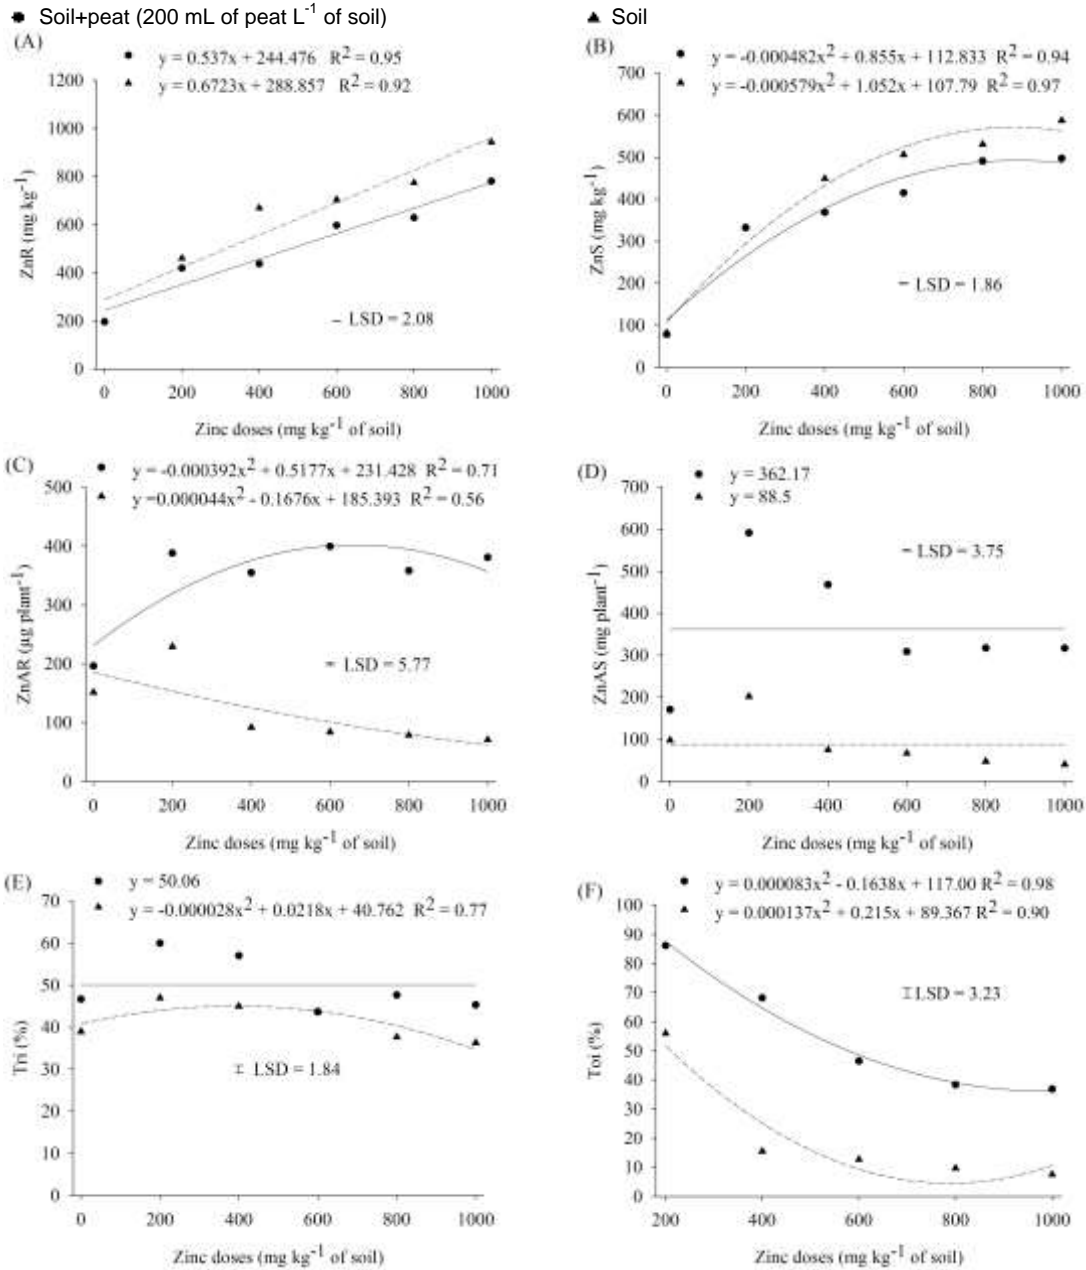 Soil+peat (200 mL of peat L⁻¹ of soil)
Soil
(A)
y = 0.537x + 244.476 R² = 0.95
y = 0.6723x + 288.857 R² = 0.92
1200
1000
800
600
400
200
0
ZnR (mg kg⁻¹)
LSD = 2.08
0 200 400 600 800 1000
Zinc doses (mg kg⁻¹ of soil)
(B)
y = -0.000482x² + 0.855x + 112.833 R² = 0.94
y = -0.000579x² + 1.052x + 107.79 R² = 0.97
700
600
500
400
300
200
100
0
ZnS (mg kg⁻¹)
LSD = 1.86
0 200 400 600 800 1000
Zinc doses (mg kg⁻¹ of soil)
(C)
y = -0.000392x² + 0.5177x + 231.428 R² = 0.71
y =0.000044x² - 0.1676x + 185.393 R² = 0.56
500
400
300
200
100
0
ZnAR (µg plant⁻¹)
LSD = 5.77
0 200 400 600 800 1000
Zinc doses (mg kg⁻¹ of soil)
(D)
y = 362.17
y = 88.5
700
600
500
400
300
200
100
0
ZnAS (mg plant⁻¹)
LSD = 3.75
0 200 400 600 800 1000
Zinc doses (mg kg⁻¹ of soil)
(E)
y = 50.06
y = -0.000028x² + 0.0218x + 40.762 R² = 0.77
70
60
50
40
30
20
10
0
Tri (%)
LSD = 1.84
0 200 400 600 800 1000
Zinc doses (mg kg⁻¹ of soil)
(F)
y = 0.000083x² - 0.1638x + 117.00 R² = 0.98
y = 0.000137x² + 0.215x + 89.367 R² = 0.90
100
90
80
70
60
50
40
30
20
10
0
Toi (%)
LSD = 3.23
200 400 600 800 1000
Zinc doses (mg kg⁻¹ of soil)